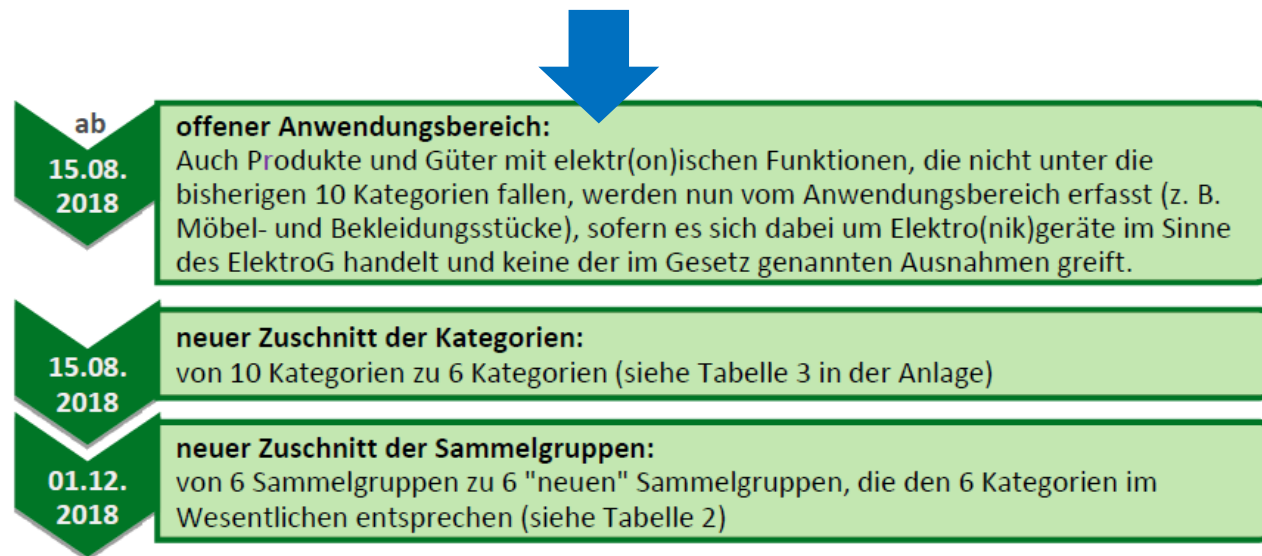 ab
15.08.
2018
offener Anwendungsbereich:
Auch Produkte und Güter mit elektr(on)ischen Funktionen, die nicht unter die
bisherigen 10 Kategorien fallen, werden nun vom Anwendungsbereich erfasst (z. B.
Möbel- und Bekleidungsstücke), sofern es sich dabei um Elektro(nik)geräte im Sinne
des ElektroG handelt und keine der im Gesetz genannten Ausnahmen greift.
15.08.
2018
neuer Zuschnitt der Kategorien:
von 10 Kategorien zu 6 Kategorien (siehe Tabelle 3 in der Anlage)
01.12.
2018
neuer Zuschnitt der Sammelgruppen:
von 6 Sammelgruppen zu 6 "neuen" Sammelgruppen, die den 6 Kategorien im
Wesentlichen entsprechen (siehe Tabelle 2)